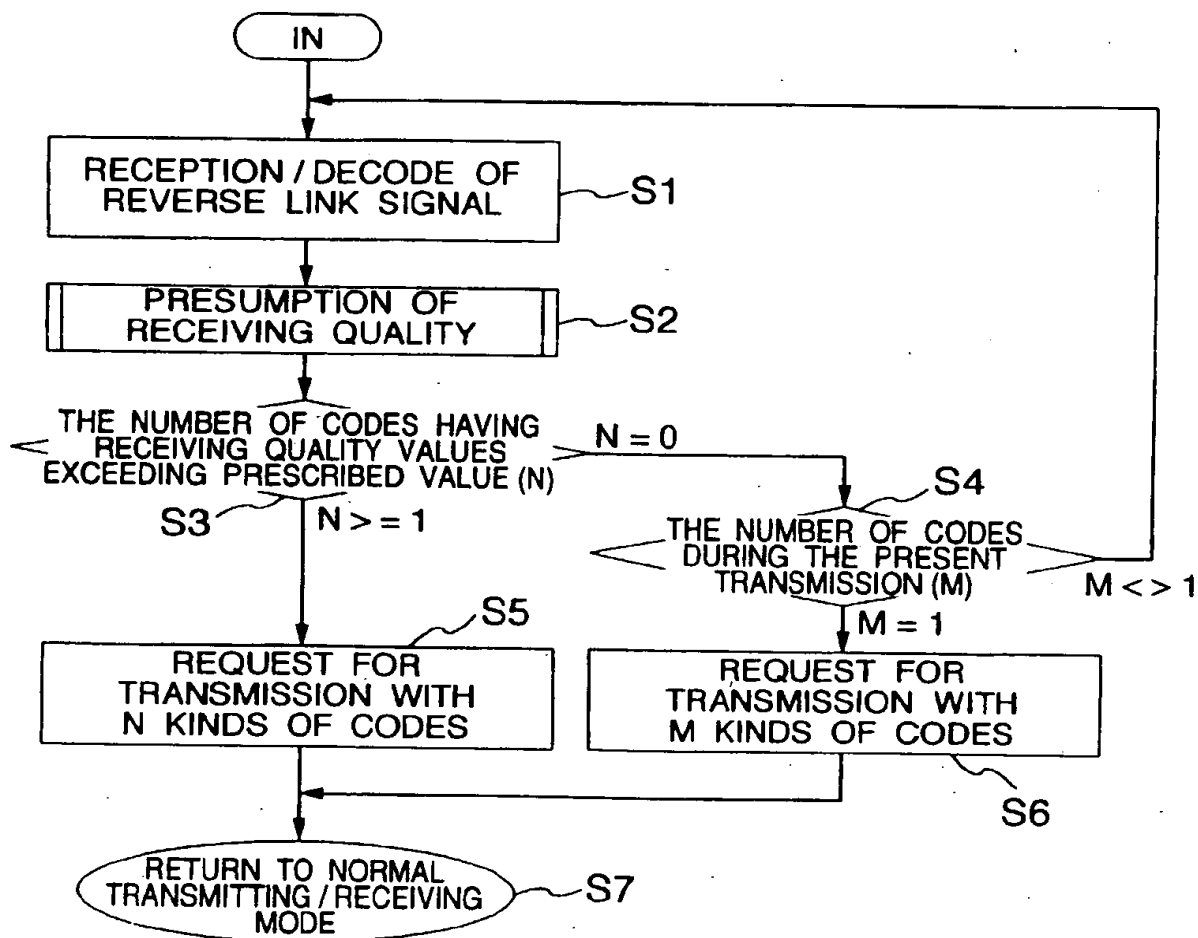 IN
RECEPTION / DECODE OF
REVERSE LINK SIGNAL
S1
PRESUMPTION OF
RECEIVING QUALITY
S2
THE NUMBER OF CODES HAVING
RECEIVING QUALITY VALUES
EXCEEDING PRESCRIBED VALUE (N)
N = 0
S3
N > = 1
S4
THE NUMBER OF CODES
DURING THE PRESENT
TRANSMISSION (M)
M < > 1
M = 1
S5
REQUEST FOR
TRANSMISSION WITH
N KINDS OF CODES
REQUEST FOR
TRANSMISSION WITH
M KINDS OF CODES
S6
RETURN TO NORMAL
TRANSMITTING / RECEIVING
MODE
S7